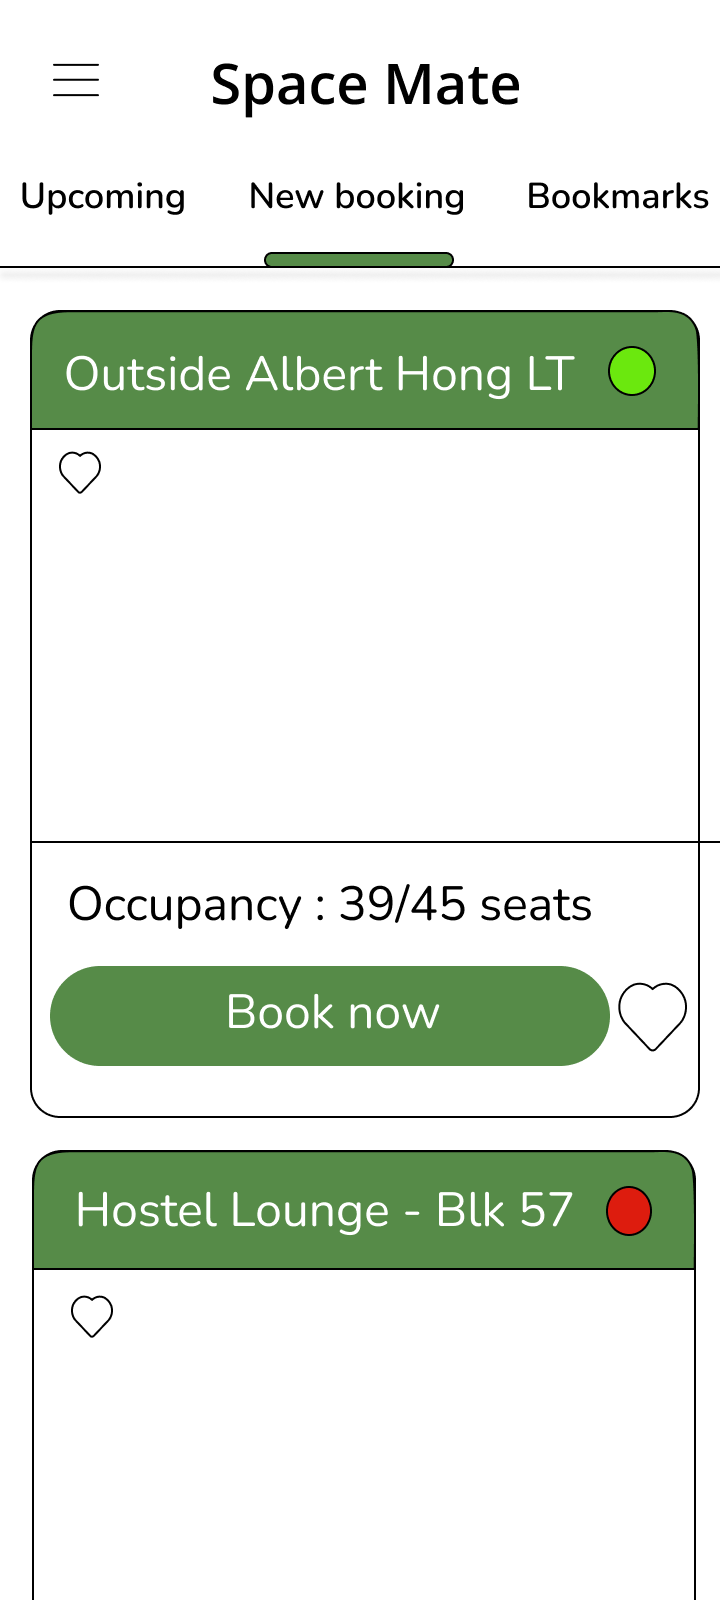 Space Mate
Upcoming New booking Bookmarks
Outside Albert Hong LT
Occupancy : 39/45 seats
Book now
Hostel Lounge - Blk 57